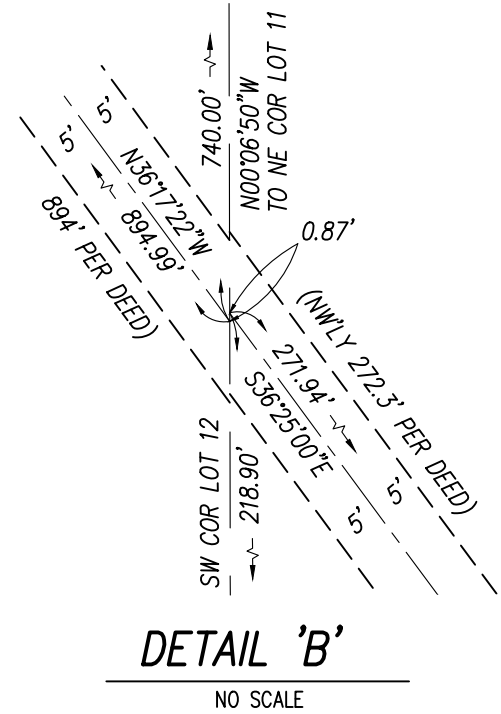 740.00'
N00°06'50"W
TO NE COR LOT 11
5'
5'
N36°17'22"W
894.99'
894' PER DEED)
0.87'
(NW'LY 272.3' PER DEED)
271.94'
S36°25'00"E
5'
5'
SW COR LOT 12
218.90'
DETAIL 'B'
NO SCALE